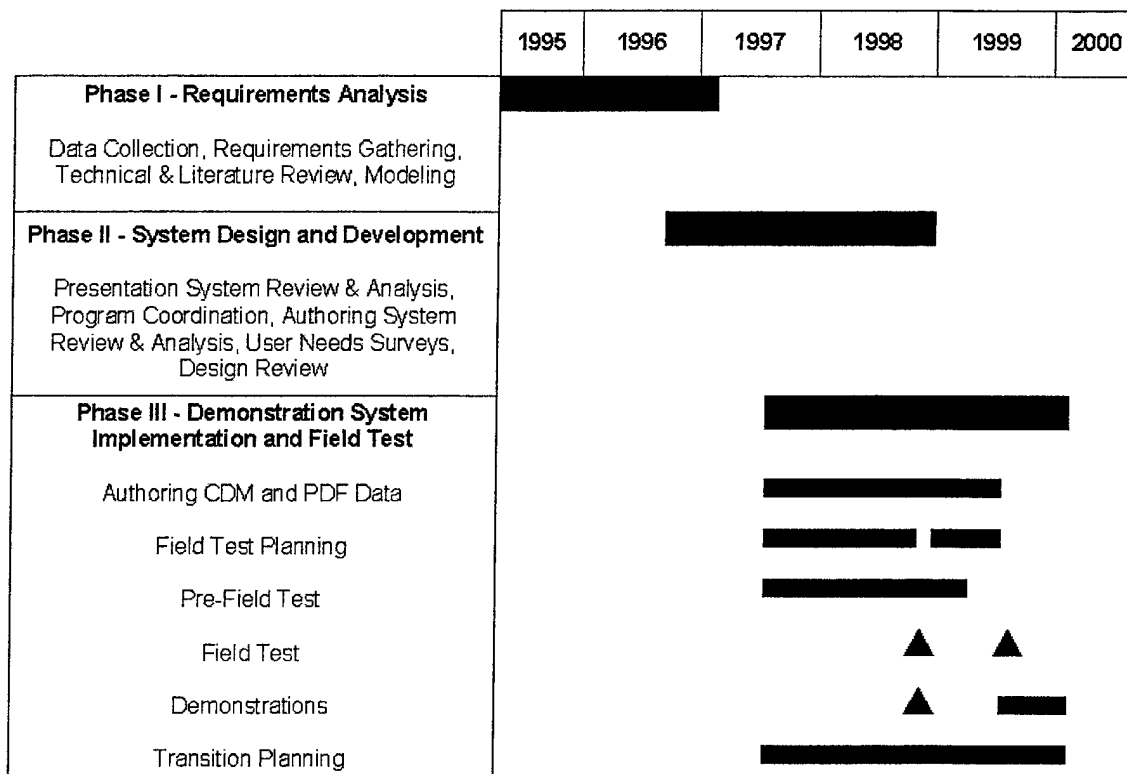 1995 1996 1997 1998 1999 2000
Phase I - Requirements Analysis
Data Collection, Requirements Gathering,
Technical & Literature Review, Modeling
Phase II - System Design and Development
Presentation System Review & Analysis,
Program Coordination, Authoring System
Review & Analysis, User Needs Surveys,
Design Review
Phase III - Demonstration System
Implementation and Field Test
Authoring CDM and PDF Data
Field Test Planning
Pre-Field Test
Field Test
Demonstrations
Transition Planning